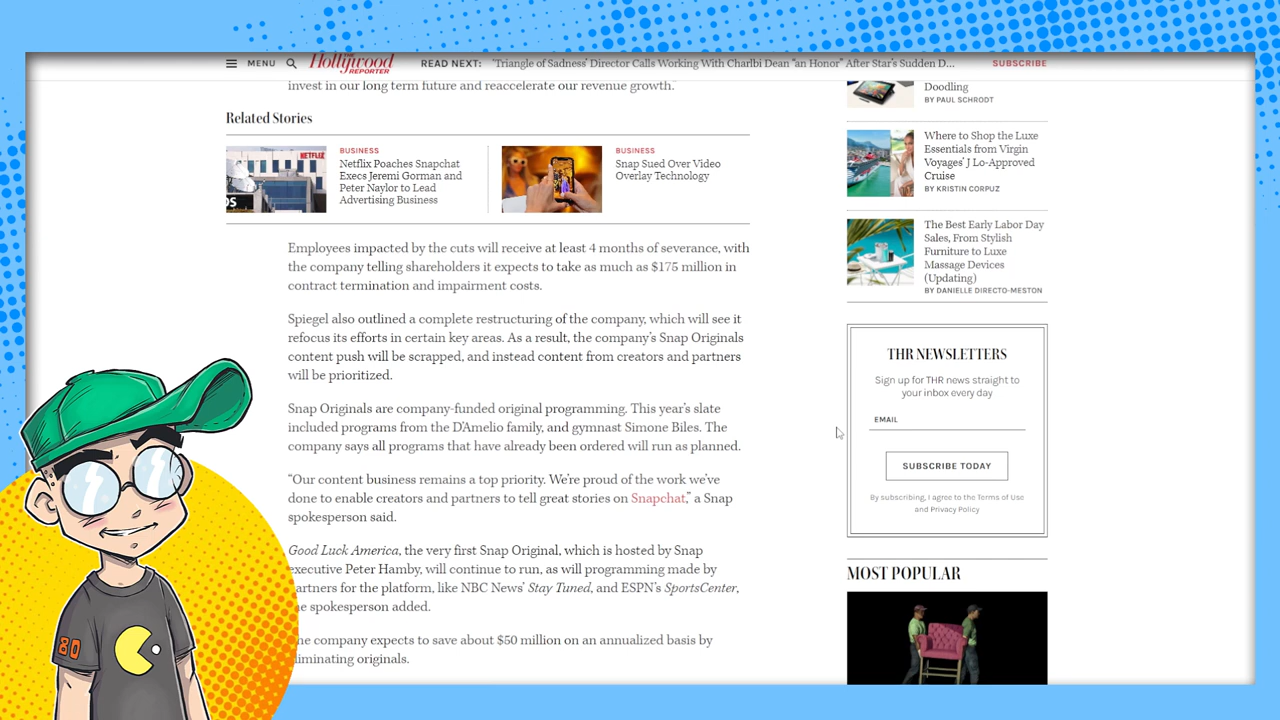 MENU
THE
Hollywood
REPORTER
READ NEXT:
'Triangle of Sadness' Director Calls Working With Charlbi Dean "an Honor" After Star's Sudden D...
SUBSCRIBE
invest in our long term future and reaccelerate our revenue growth."
Related Stories
BUSINESS
Netflix Poaches Snapchat
Execs Jeremi Gorman and
Peter Naylor to Lead
Advertising Business
NETFLIX
BUSINESS
Snap Sued Over Video
Overlay Technology
Employees impacted by the cuts will receive at least 4 months of severance, with
the company telling shareholders it expects to take as much as $175 million in
contract termination and impairment costs.
Spiegel also outlined a complete restructuring of the company, which will see it
refocus its efforts in certain key areas. As a result, the company's Snap Originals
content push will be scrapped, and instead content from creators and partners
will be prioritized.
Snap Originals are company-funded original programming. This year's slate
included programs from the D'Amelio family, and gymnast Simone Biles. The
company says all programs that have already been ordered will run as planned.
"Our content business remains a top priority. We're proud of the work we've
done to enable creators and partners to tell great stories on Snapchat," a Snap
spokesperson said.
Good Luck America, the very first Snap Original, which is hosted by Snap
executive Peter Hamby, will continue to run, as will programming made by
artners for the platform, like NBC News' Stay Tuned, and ESPN's SportsCenter,
he spokesperson added.
he company expects to save about $50 million on an annualized basis by
liminating originals.
Doodling
BY PAUL SCHRODT
Where to Shop the Luxe
Essentials from Virgin
Voyages' J Lo-Approved
Cruise
BY KRISTIN CORPUZ
The Best Early Labor Day
Sales, From Stylish
Furniture to Luxe
Massage Devices
(Updating)
BY DANIELLE DIRECTO-MESTON
THR NEWSLETTERS
Sign up for THR news straight to
your inbox every day
EMAIL
SUBSCRIBE TODAY
By subscribing, I agree to the Terms of Use
and Privacy Policy
MOST POPULAR
80